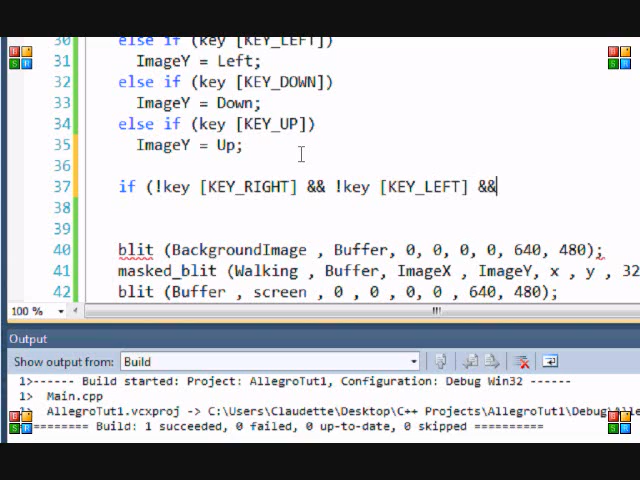 30 else if (key [KEY_LEFT])
31 ImageY = Left;
32 else if (key [KEY_DOWN])
33 ImageY = Down;
34 else if (key [KEY_UP])
35 ImageY = Up;
36
37 if (!key [KEY_RIGHT] && !key [KEY_LEFT] &&
38
39
40 blit (BackgroundImage , Buffer, 0, 0, 0, 0, 640, 480);
41 masked_blit (Walking , Buffer, ImageX , ImageY, x , y , 32
42 blit (Buffer , screen , 0 , 0 , 0, 0 , 640, 480);
100 %
Output
Show output from: Build
1>------ Build started: Project: AllegroTut1, Configuration: Debug Win32 ------
1> Main.cpp
AllegroTut1.vcxproj -> C:\Users\Claudette\Desktop\C++ Projects\AllegroTut1\Debug
======== Build: 1 succeeded, 0 failed, 0 up-to-date, 0 skipped ==========